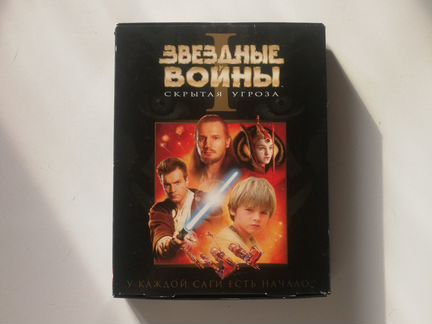 ЗВЕЗДНЫЕ
I
ВОЙНЫ
СКРЫТАЯ УГРОЗА
У КАЖДОЙ САГИ ЕСТЬ НАЧАЛО.